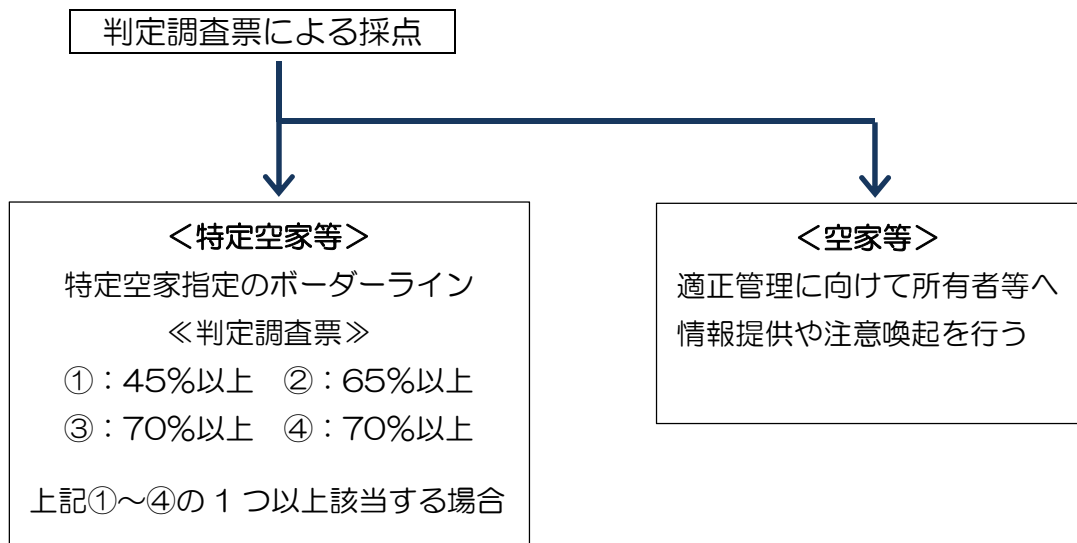 判定調査票による採点
＜特定空家等＞
特定空家指定のボーダーライン
≪判定調査票≫
①：45%以上　②：65%以上
③：70%以上　④：70%以上
上記①～④の 1 つ以上該当する場合
＜空家等＞
適正管理に向けて所有者等へ
情報提供や注意喚起を行う